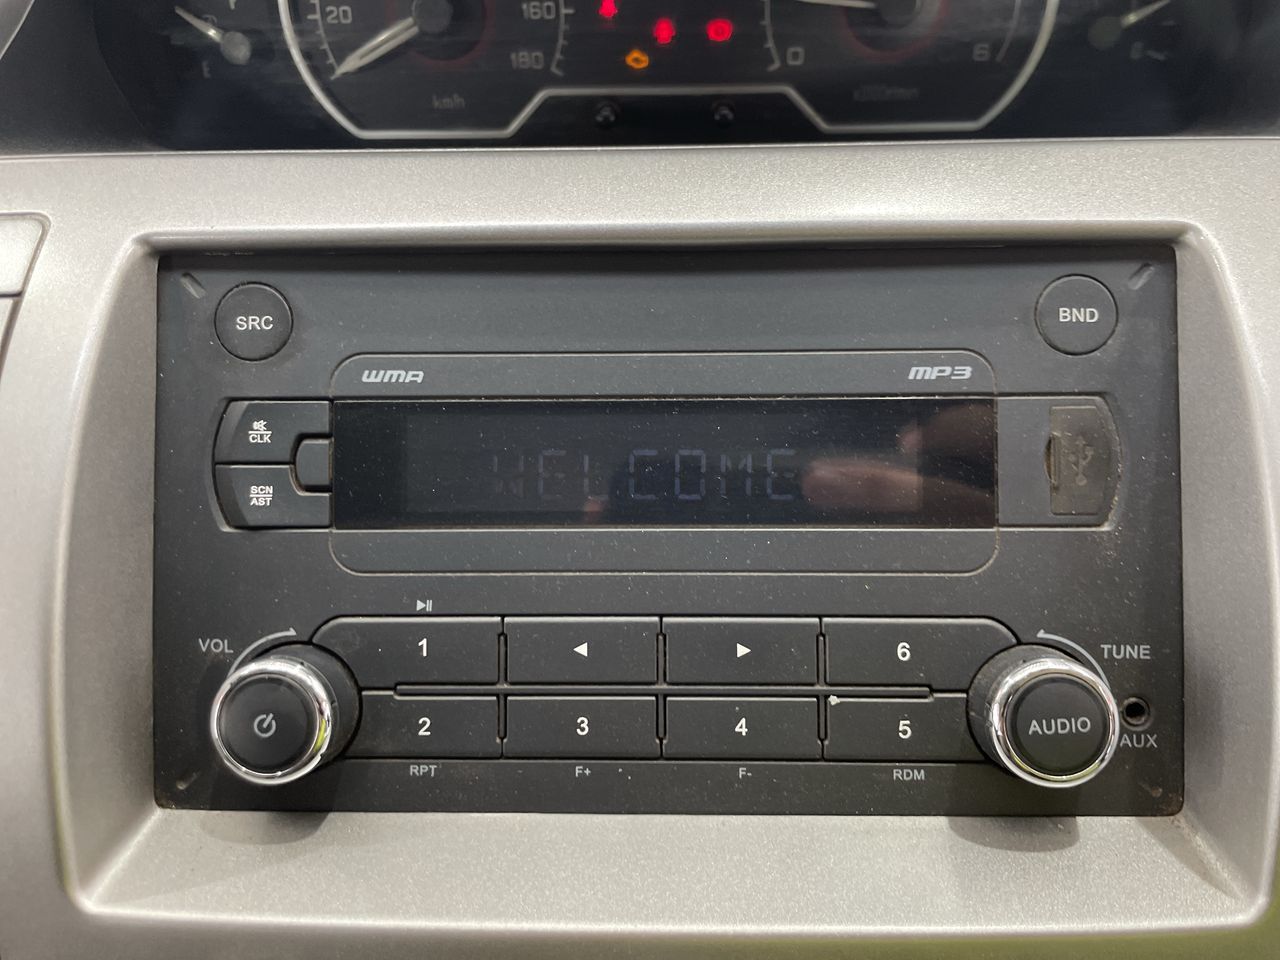 20
160
180
km/h
0
6
SRC
BND
WMA
MP3
CLK
SCN
AST
WELCOME
VOL
TUNE
1
6
2
3
4
5
AUDIO
AUX
RPT
F+
F-
RDM